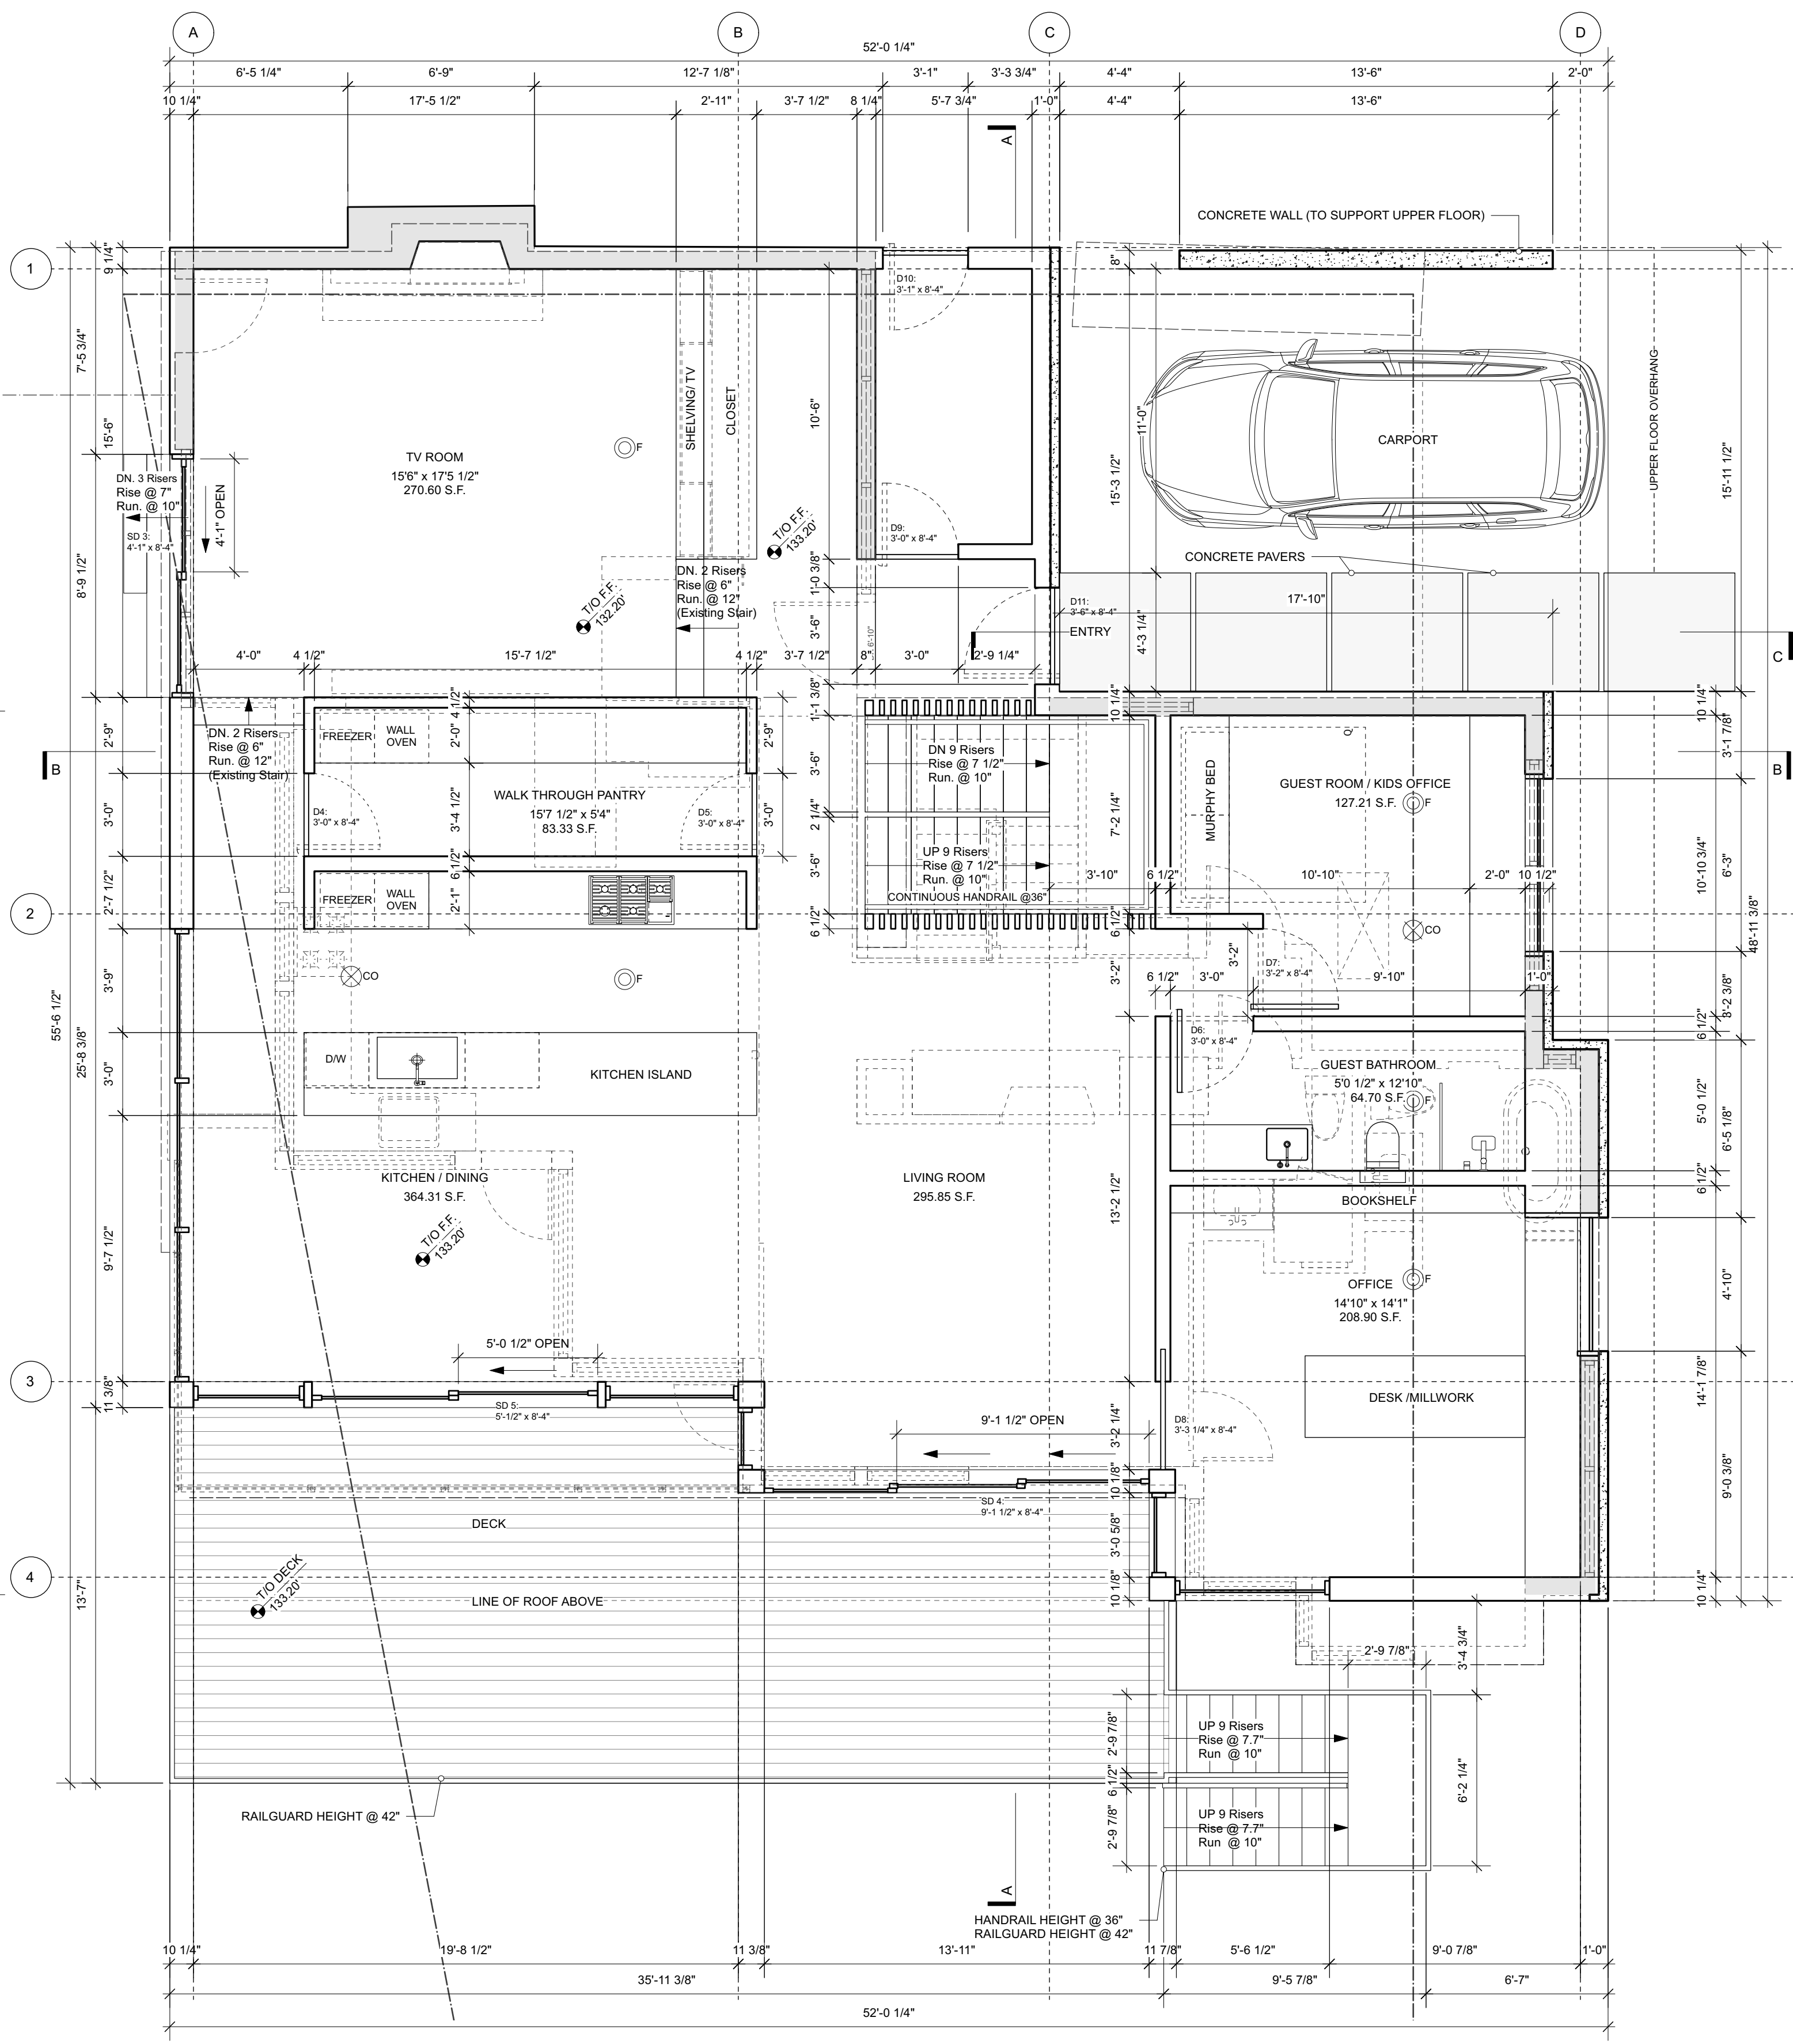 A
B
C
D
52'-0 1/4"
6'-5 1/4"
6'-9"
12'-7 1/8"
3'-1"
3'-3 3/4"
4'-4"
13'-6"
2'-0"
10 1/4"
17'-5 1/2"
2'-11"
3'-7 1/2"
8 1/4"
5'-7 3/4"
1'-0"
4'-4"
13'-6"
A
CONCRETE WALL (TO SUPPORT UPPER FLOOR)
1
9 1/4"
8"
D10:
3'-1" x 8'-4"
7'-5 3/4"
15'-6"
SHELVING/ TV
CLOSET
10'-6"
11'-0"
15'-3 1/2"
CARPORT
UPPER FLOOR OVERHANG
15'-11 1/2"
TV ROOM
15'6" x 17'5 1/2"
270.60 S.F.
F
DN. 3 Risers
Rise @ 7"
Run. @ 10"
4'-1" OPEN
SD 3:
4'-1" x 8'-4"
8'-9 1/2"
T/O F.F.
133.20'
D9:
3'-0" x 8'-4"
CONCRETE PAVERS
DN. 2 Risers
Rise @ 6"
Run. @ 12"
(Existing Stair)
T/O F.F.
132.20'
1'-0 3/8"
3'-6"
D11:
3'-6" x 8'-4"
17'-10"
ENTRY
4'-3 1/4"
C
4'-0"
4 1/2"
15'-7 1/2"
4 1/2"
3'-7 1/2"
8"
3'-0"
2'-9 1/4"
1'-1 3/8"
10 1/4"
10 1/4"
3'-1 7/8"
2'-9"
4 1/2"
2'-0"
2'-9"
DN. 2 Risers
Rise @ 6"
Run. @ 12"
(Existing Stair)
FREEZER
WALL
OVEN
B
B
3'-6"
DN 9 Risers
Rise @ 7 1/2"
Run. @ 10"
MURPHY BED
GUEST ROOM / KIDS OFFICE
127.21 S.F.
F
WALK THROUGH PANTRY
15'7 1/2" x 5'4"
83.33 S.F.
D4:
3'-0" x 8'-4"
D5:
3'-0" x 8'-4"
3'-0"
3'-4 1/2"
3'-0"
2 1/4"
7'-2 1/4"
UP 9 Risers
Rise @ 7 1/2"
Run. @ 10"
3'-6"
10'-10 3/4"
6'-3"
3'-10"
6 1/2"
10'-10"
2'-0"
10 1/2"
6 1/2"
2'-1"
2'-7 1/2"
FREEZER
WALL
OVEN
CONTINUOUS HANDRAIL @36"
2
6 1/2"
6 1/2"
48'-11 3/8"
CO
3'-2"
3'-2"
D7:
3'-2" x 8'-4"
6 1/2"
3'-0"
9'-10"
1'-0"
3'-2 3/8"
6 1/2"
3'-9"
CO
F
55'-6 1/2"
25'-8 3/8"
3'-0"
D/W
KITCHEN ISLAND
D6:
3'-0" x 8'-4"
GUEST BATHROOM
5'0 1/2" x 12'10"
64.70 S.F.
F
5'-0 1/2"
6'-5 1/8"
KITCHEN / DINING
364.31 S.F.
LIVING ROOM
295.85 S.F.
13'-2 1/2"
BOOKSHELF
6 1/2"
T/O F.F.
133.20'
9'-7 1/2"
OFFICE
14'10" x 14'1"
208.90 S.F.
F
4'-10"
5'-0 1/2" OPEN
3
11 3/8"
SD 5:
5'-1/2" x 8'-4"
DESK /MILLWORK
14'-1 7/8"
9'-1 1/2" OPEN
3'-2 1/4"
D8:
3'-3 1/4" x 8'-4"
10 1/8"
9'-0 3/8"
SD 4:
9'-1 1/2" x 8'-4"
DECK
3'-0 5/8"
4
T/O DECK
133.20'
13'-7"
LINE OF ROOF ABOVE
10 1/8"
10 1/4"
2'-9 7/8"
3'-4 3/4"
2'-9 7/8"
UP 9 Risers
Rise @ 7.7"
Run @ 10"
6 1/2"
6'-2 1/4"
RAILGUARD HEIGHT @ 42"
2'-9 7/8"
UP 9 Risers
Rise @ 7.7"
Run @ 10"
A
HANDRAIL HEIGHT @ 36"
RAILGUARD HEIGHT @ 42"
10 1/4"
19'-8 1/2"
11 3/8"
13'-11"
11 7/8"
5'-6 1/2"
9'-0 7/8"
1'-0"
35'-11 3/8"
9'-5 7/8"
6'-7"
52'-0 1/4"